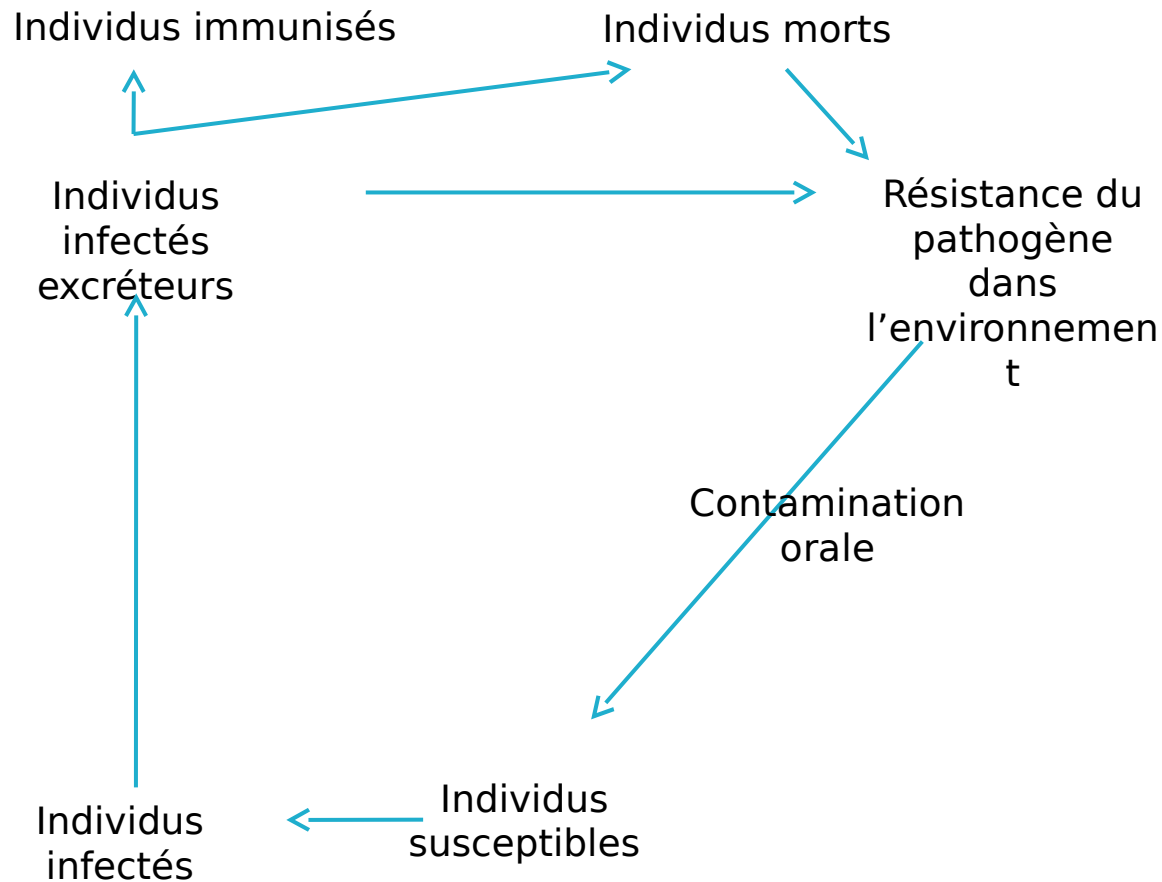 Individus immunisés
Individus morts
Individus
infectés
excréteurs
Résistance du
pathogène
dans
l’environnemen
t
Contamination
orale
Individus
susceptibles
Individus
infectés